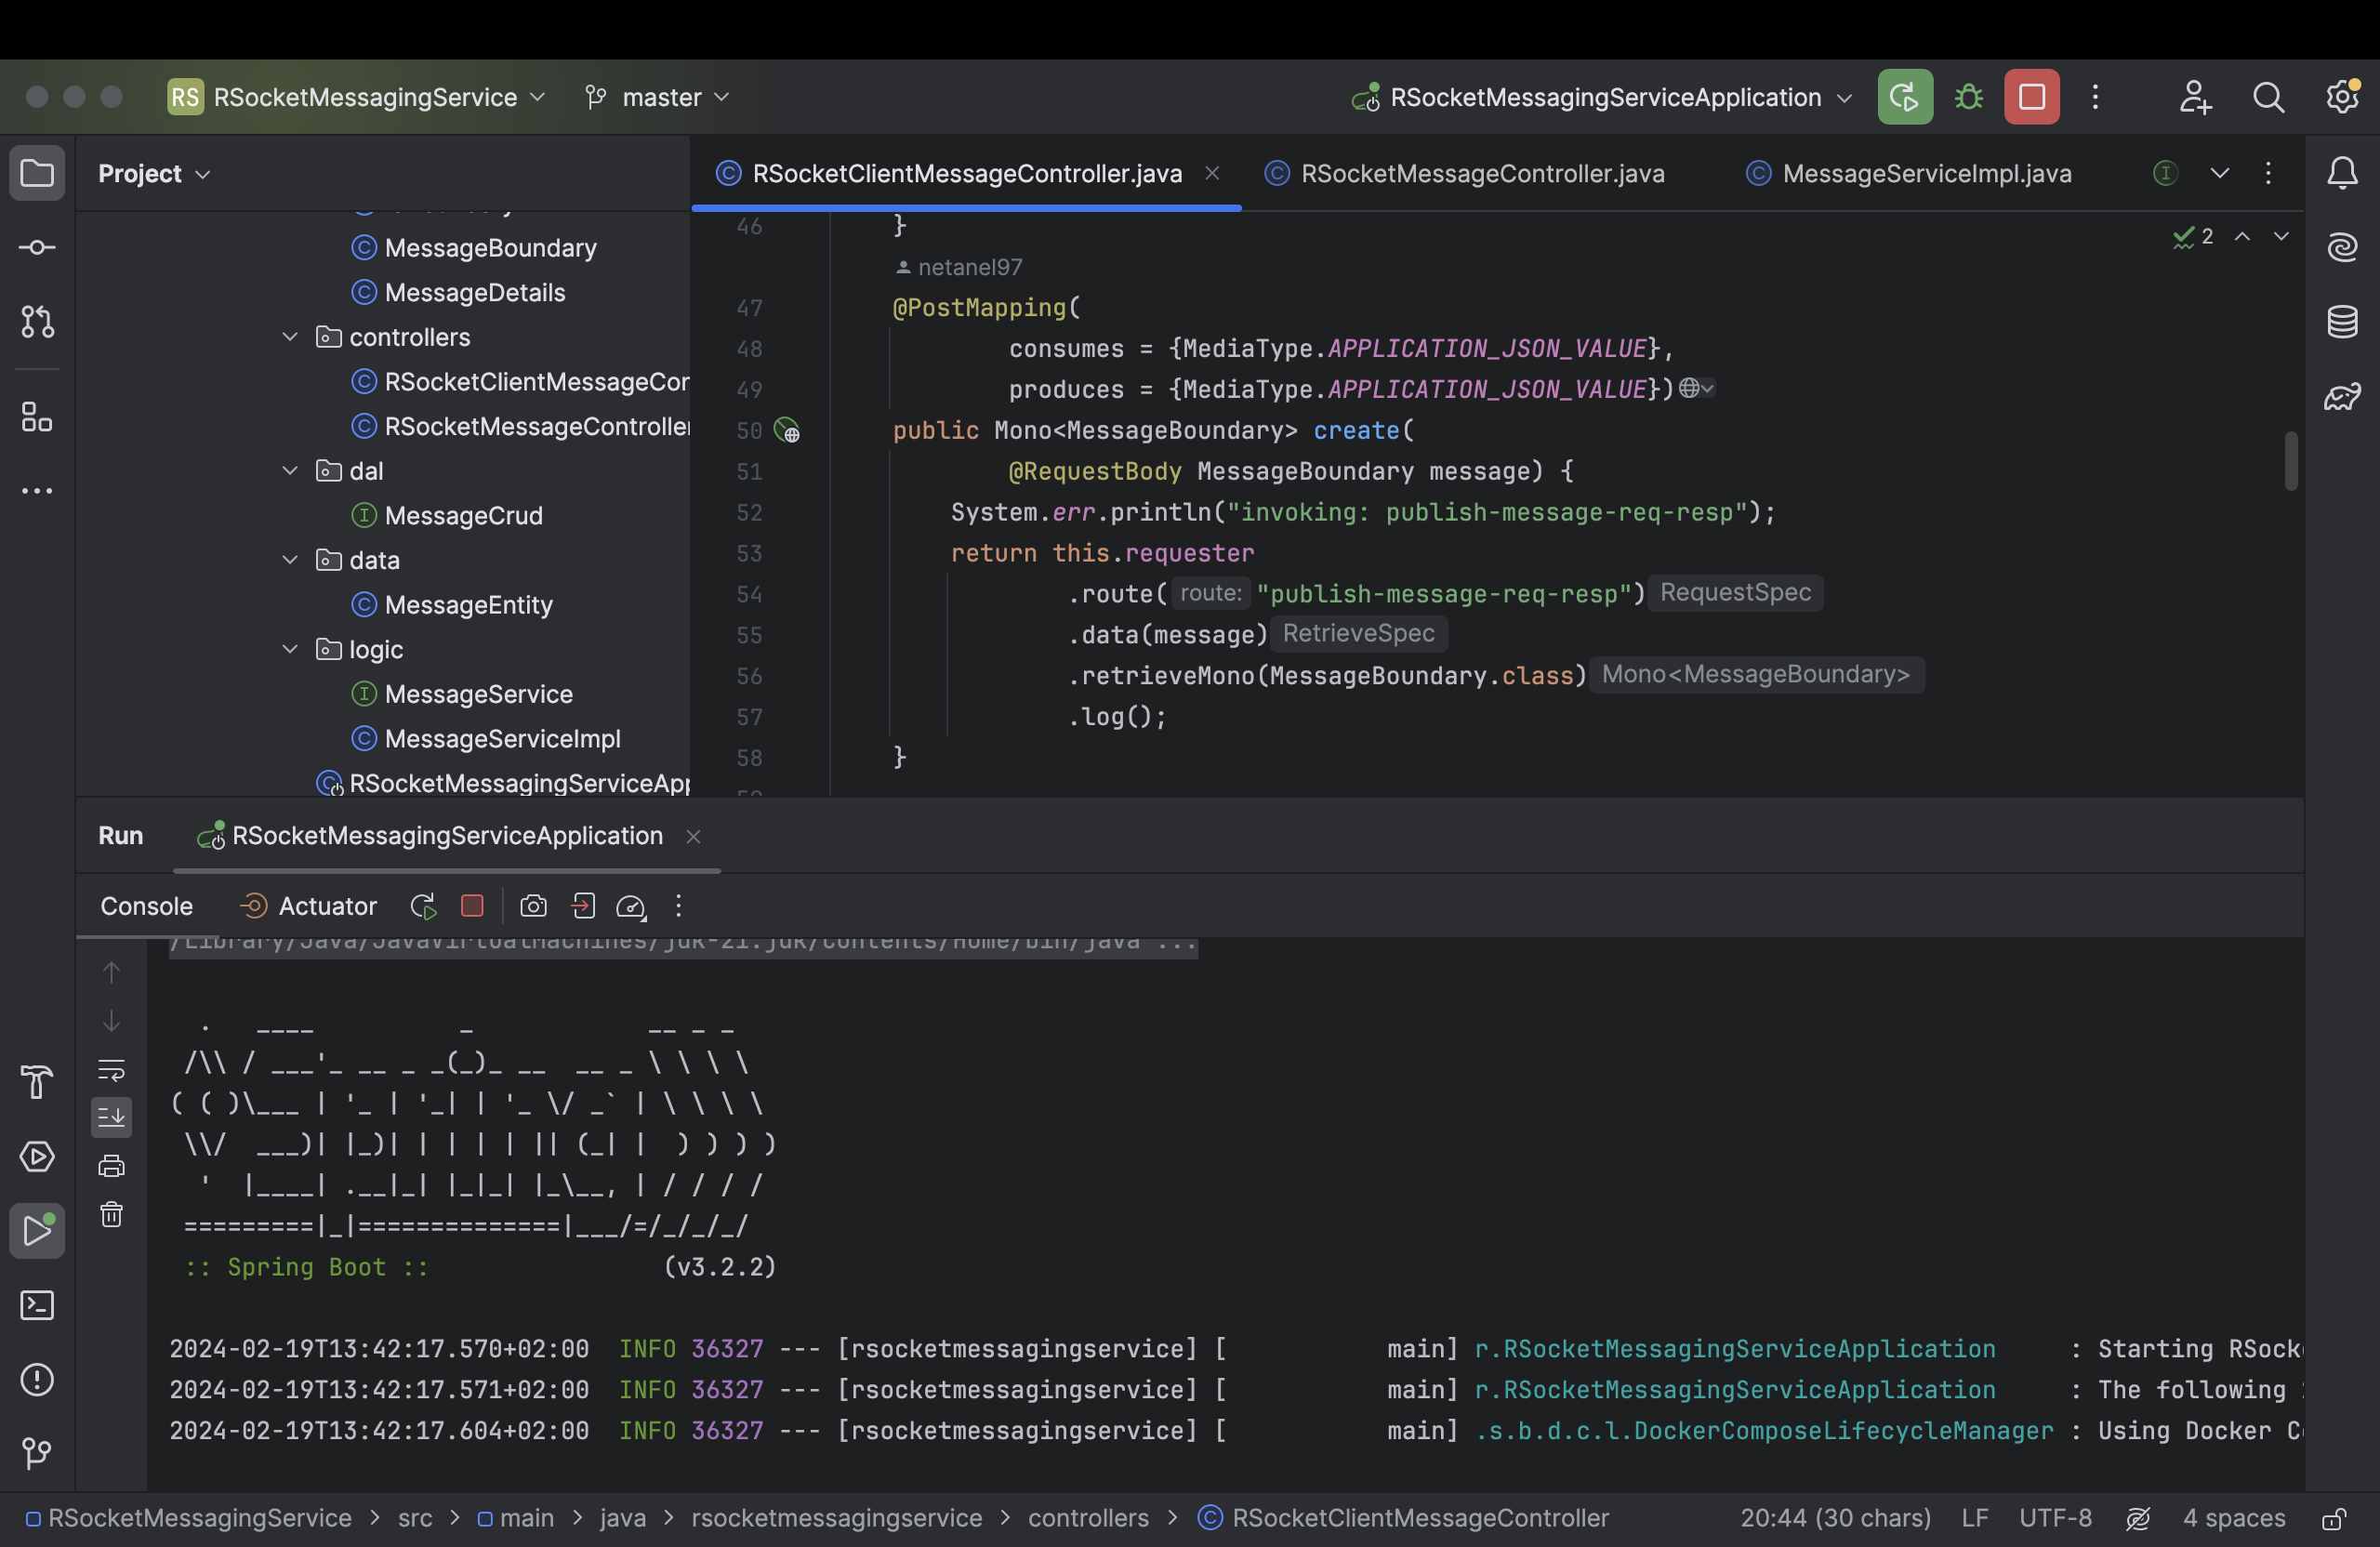 RS RSocketMessagingService master RSocketMessagingServiceApplication
Project
RSocketClientMessageController.java RSocketMessageController.java MessageServiceImpl.java
MessageBoundary
MessageDetails
controllers
RSocketClientMessageCor
RSocketMessageController
dal
MessageCrud
data
MessageEntity
logic
MessageService
MessageServiceImpl
RSocketMessagingServiceApp
2
46 }
netanel97
47 @PostMapping(
48 consumes = {MediaType.APPLICATION_JSON_VALUE},
49 produces = {MediaType.APPLICATION_JSON_VALUE})
50 public Mono<MessageBoundary> create(
51 @RequestBody MessageBoundary message) {
52 System.err.println("invoking: publish-message-req-resp");
53 return this.requester
54 .route( route: "publish-message-req-resp") RequestSpec
55 .data(message) RetrieveSpec
56 .retrieveMono(MessageBoundary.class) Mono<MessageBoundary>
57 .log();
58 }
Run RSocketMessagingServiceApplication
Console Actuator
/Library/Java/JavaVirtualMachines/jdk-21.jdk/Contents/Home/bin/java ...
  .   ____          _            __ _ _
 /\\ / ___'_ __ _ _(_)_ __  __ _ \ \ \ \
( ( )\___ | '_ | '_| | '_ \/ _` | \ \ \ \
 \\/  ___)| |_)| | | | | || (_| |  ) ) ) )
  '  |____| .__|_| |_|_| |_\__, | / / / /
 =========|_|==============|___/=/_/_/_/
 :: Spring Boot ::                (v3.2.2)
2024-02-19T13:42:17.570+02:00  INFO 36327 --- [rsocketmessagingservice] [           main] r.RSocketMessagingServiceApplication     : Starting RSock
2024-02-19T13:42:17.571+02:00  INFO 36327 --- [rsocketmessagingservice] [           main] r.RSocketMessagingServiceApplication     : The following
2024-02-19T13:42:17.604+02:00  INFO 36327 --- [rsocketmessagingservice] [           main] .s.b.d.c.l.DockerComposeLifecycleManager : Using Docker C
RSocketMessagingService > src > main > java > rsocketmessagingservice > controllers > RSocketClientMessageController 20:44 (30 chars) LF UTF-8 4 spaces